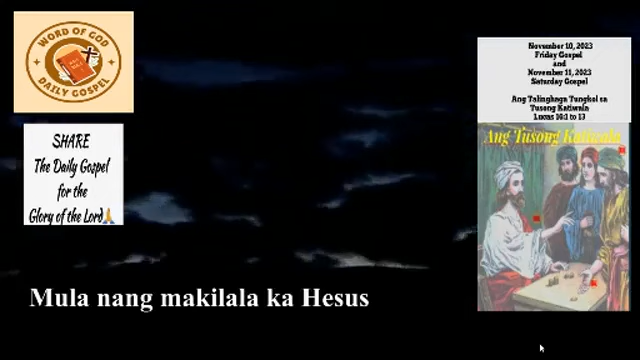 WORD OF GOD
DAILY GOSPEL
SHARE
The Daily Gospel
for the
Glory of the Lord🙏
November 10, 2023
Friday Gospel
and
November 11, 2023
Saturday Gospel
Ang Talinghaga Tungkol sa
Tusong Katiwala
Lucas 16:1 to 13
Ang Tusong Katiwala
Mula nang makilala ka Hesus